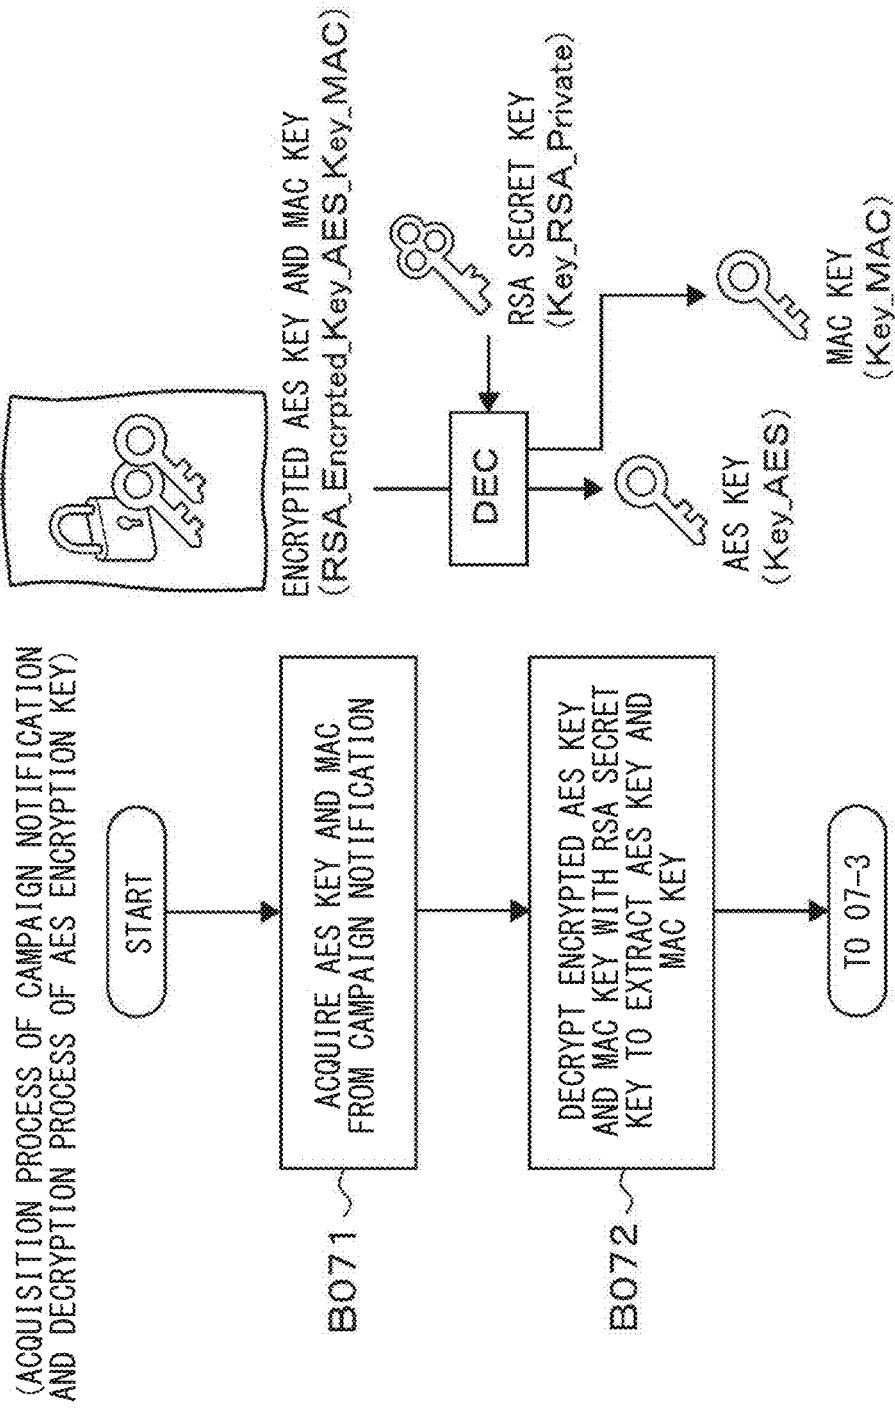 (ACQUISITION PROCESS OF CAMPAIGN NOTIFICATION
AND DECRYPTION PROCESS OF AES ENCRYPTION KEY)
START
B071
ACQUIRE AES KEY AND MAC
FROM CAMPAIGN NOTIFICATION
B072
DECRYPT ENCRYPTED AES KEY
AND MAC KEY WITH RSA SECRET
KEY TO EXTRACT AES KEY AND
MAC KEY
TO 07-3
ENCRYPTED AES KEY AND MAC KEY
(RSA_Encrpted_Key_AES_Key_MAC)
RSA SECRET KEY
(Key_RSA_Private)
DEC
AES KEY
(Key_AES)
MAC KEY
(Key_MAC)